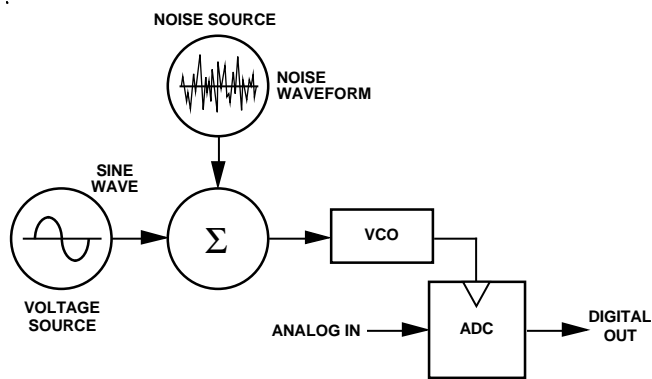 NOISE SOURCE
NOISE
WAVEFORM
SINE
WAVE
Σ
VCO
VOLTAGE
SOURCE
ANALOG IN
ADC
DIGITAL
OUT